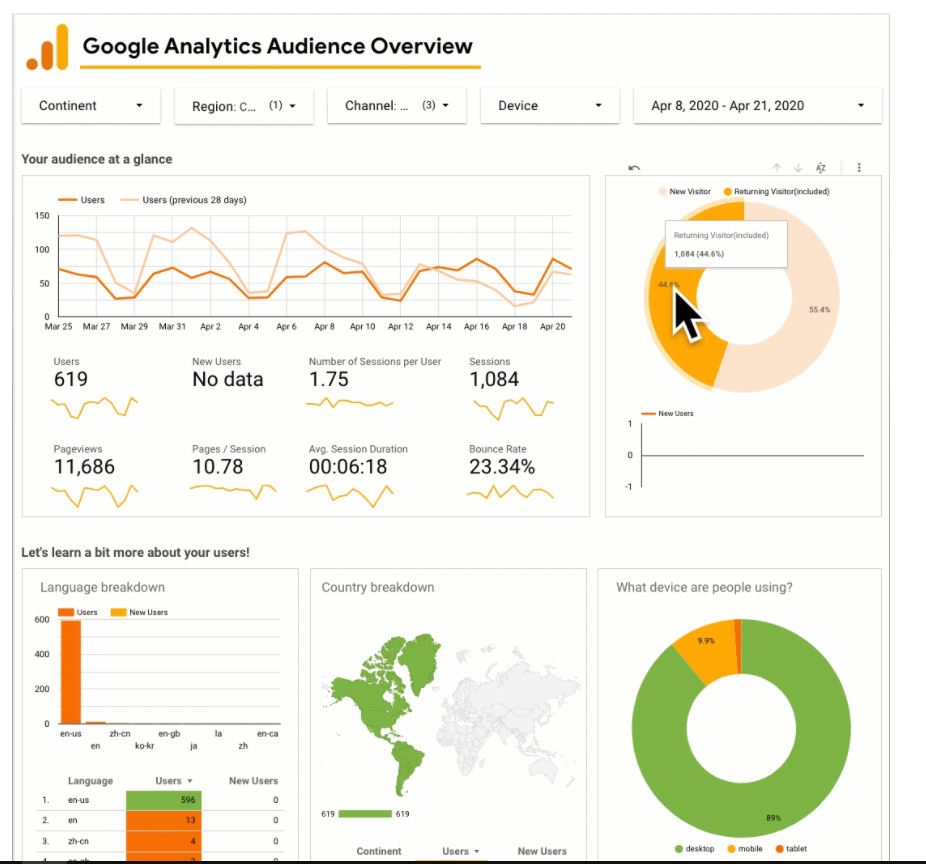 Google Analytics Audience Overview
Continent
Region: C... (1)
Channel: ... (3)
Device
Apr 8, 2020 - Apr 21, 2020
Your audience at a glance
Users
Users (previous 28 days)
150
100
50
0
Mar 25
Mar 27
Mar 29
Mar 31
Apr 2
Apr 4
Apr 6
Apr 8
Apr 10
Apr 12
Apr 14
Apr 16
Apr 18
Apr 20
Users
619
New Users
No data
Number of Sessions per User
1.75
Sessions
1,084
Pageviews
11,686
Pages / Session
10.78
Avg. Session Duration
00:06:18
Bounce Rate
23.34%
New Visitor
Returning Visitor(included)
Returning Visitor(included)
1,084 (44.6%)
44.6%
55.4%
New Users
1
0
-1
Let's learn a bit more about your users!
Language breakdown
Users
New Users
600
400
200
0
en-us
en
zh-cn
ko-kr
en-gb
ja
la
zh
en-ca
Language Users New Users
1. en-us 596 0
2. en 13 0
3. zh-cn 4 0
Country breakdown
619
619
Continent Users New Users
What device are people using?
9.9%
89%
desktop
mobile
tablet